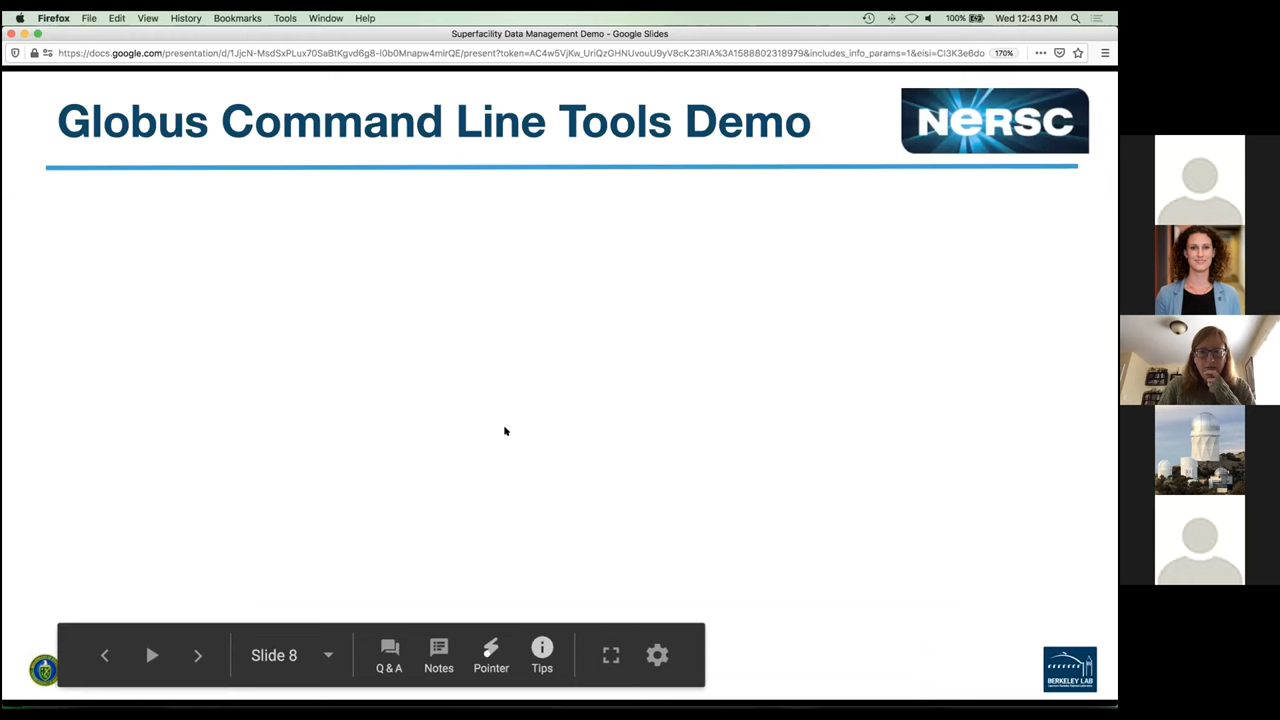 Firefox File Edit View History Bookmarks Tools Window Help 100% Wed 12:43 PM
Superfacility Data Management Demo - Google Slides
https://docs.google.com/presentation/d/1JjcN-MsdSxPLux70SaBtKgvd6g8-l0b0Mnapw4mirQE/present?token=AC4w5VjKw_UriQzGHNUvouU9yV8cK23RIA%3A1588802318979&includes_info_params=1&eisi=CI3K3e6do 170%
Globus Command Line Tools Demo
NERSC
Slide 8
Q & A Notes Pointer Tips
BERKELEY LAB